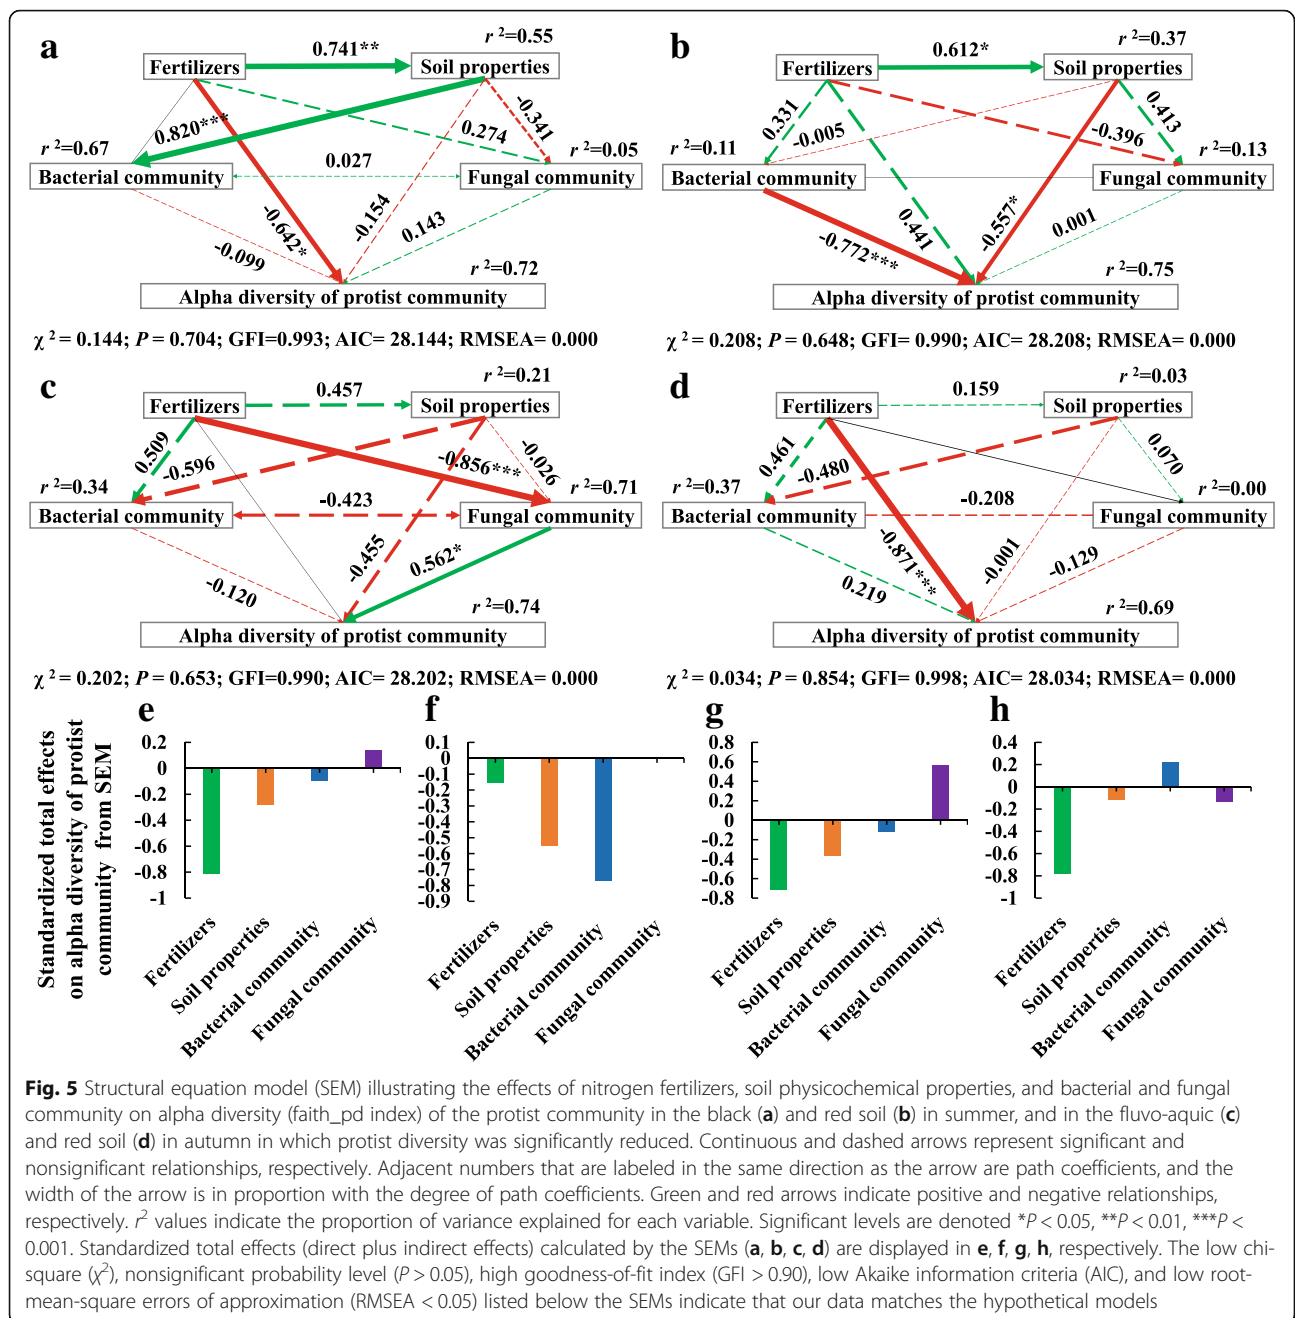 a
0.741**
r²=0.55
Fertilizers
Soil properties
0.820***
0.274
-0.341
r²=0.67
r²=0.05
Bacterial community
0.027
Fungal community
-0.642*
-0.154
0.143
-0.099
r²=0.72
Alpha diversity of protist community
χ² = 0.144; P = 0.704; GFI=0.993; AIC= 28.144; RMSEA= 0.000
b
0.612*
r²=0.37
Fertilizers
Soil properties
0.331
-0.005
-0.396
0.413
r²=0.11
r²=0.13
Bacterial community
Fungal community
-0.772***
0.441
-0.557*
0.001
r²=0.75
Alpha diversity of protist community
χ² = 0.208; P = 0.648; GFI= 0.990; AIC= 28.208; RMSEA= 0.000
c
0.457
r²=0.21
Fertilizers
Soil properties
0.509
-0.596
-0.856***
-0.026
r²=0.34
r²=0.71
Bacterial community
-0.423
Fungal community
-0.455
0.562*
-0.120
r²=0.74
Alpha diversity of protist community
χ² = 0.202; P = 0.653; GFI=0.990; AIC= 28.202; RMSEA= 0.000
d
0.159
r²=0.03
Fertilizers
Soil properties
0.461
-0.480
0.070
r²=0.37
r²=0.00
Bacterial community
-0.208
Fungal community
-0.871***
-0.001
-0.129
0.219
r²=0.69
Alpha diversity of protist community
χ² = 0.034; P = 0.854; GFI= 0.998; AIC= 28.034; RMSEA= 0.000
Standardized total effects
on alpha diversity of protist
community from SEM
e
0.2
0
-0.2
-0.4
-0.6
-0.8
-1
Fertilizers
Soil properties
Bacterial community
Fungal community
f
0.1
0
-0.1
-0.2
-0.3
-0.4
-0.5
-0.6
-0.7
-0.8
-0.9
Fertilizers
Soil properties
Bacterial community
Fungal community
g
0.8
0.6
0.4
0.2
0
-0.2
-0.4
-0.6
-0.8
Fertilizers
Soil properties
Bacterial community
Fungal community
h
0.4
0.2
0
-0.2
-0.4
-0.6
-0.8
-1
Fertilizers
Soil properties
Bacterial community
Fungal community
Fig. 5 Structural equation model (SEM) illustrating the effects of nitrogen fertilizers, soil physicochemical properties, and bacterial and fungal
community on alpha diversity (faith_pd index) of the protist community in the black (a) and red soil (b) in summer, and in the fluvo-aquic (c)
and red soil (d) in autumn in which protist diversity was significantly reduced. Continuous and dashed arrows represent significant and
nonsignificant relationships, respectively. Adjacent numbers that are labeled in the same direction as the arrow are path coefficients, and the
width of the arrow is in proportion with the degree of path coefficients. Green and red arrows indicate positive and negative relationships,
respectively. r² values indicate the proportion of variance explained for each variable. Significant levels are denoted *P < 0.05, **P < 0.01, ***P <
0.001. Standardized total effects (direct plus indirect effects) calculated by the SEMs (a, b, c, d) are displayed in e, f, g, h, respectively. The low chi-
square (χ²), nonsignificant probability level (P > 0.05), high goodness-of-fit index (GFI > 0.90), low Akaike information criteria (AIC), and low root-
mean-square errors of approximation (RMSEA < 0.05) listed below the SEMs indicate that our data matches the hypothetical models